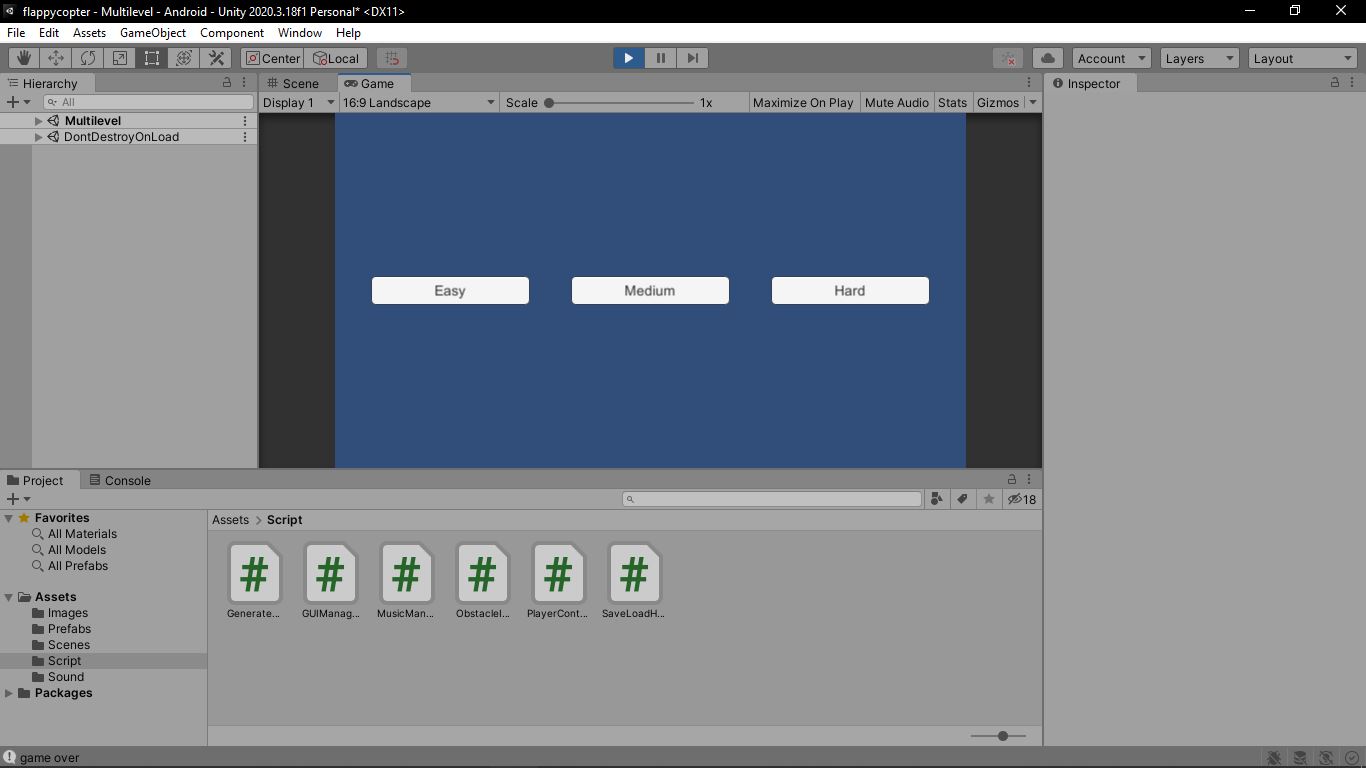 flappycopter - Multilevel - Android - Unity 2020.3.18f1 Personal* <DX11>
File Edit Assets GameObject Component Window Help
Center Local Account Layers Layout
Hierarchy
All
Multilevel
DontDestroyOnLoad
Scene Game
Display 1 16:9 Landscape Scale 1x Maximize On Play Mute Audio Stats Gizmos
Easy Medium Hard
Inspector
Project Console
18
Favorites
All Materials
All Models
All Prefabs
Assets
Images
Prefabs
Scenes
Script
Sound
Packages
Assets > Script
# # # # # #
Generate... GUIManag... MusicMan... ObstacleI... PlayerCont... SaveLoadH...
game over